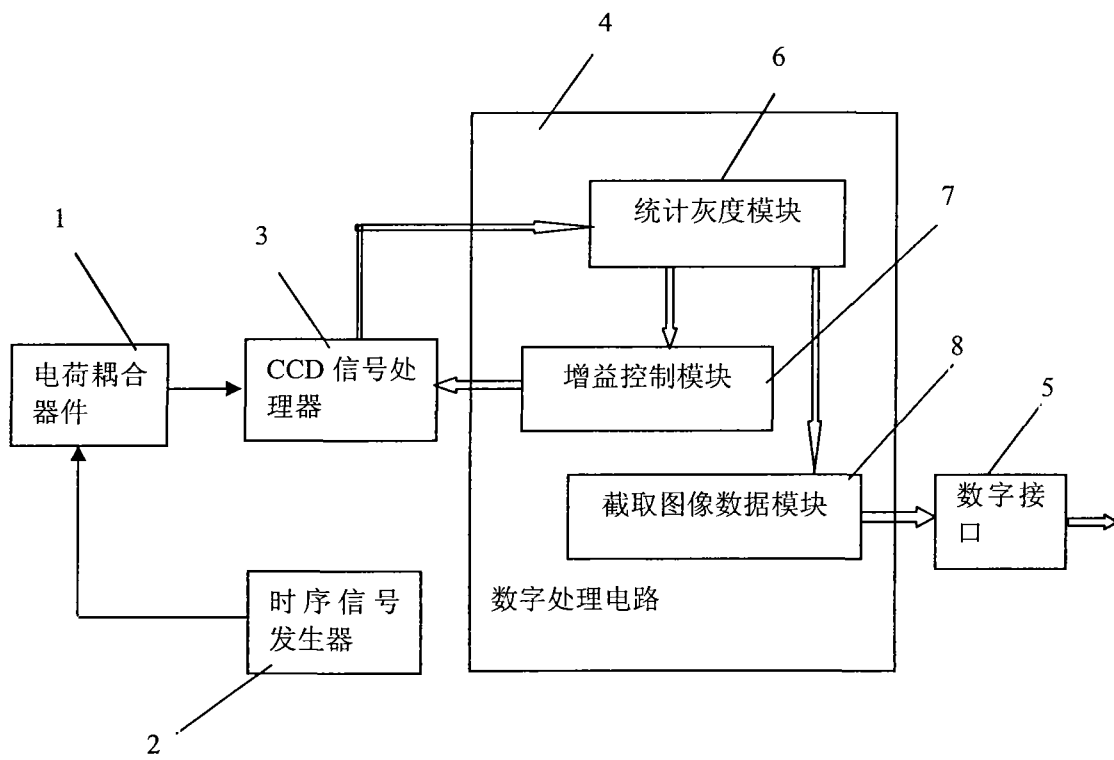 4
6
统计灰度模块
7
1
3
电荷耦合
器件
CCD 信号处
理器
增益控制模块
8
5
截取图像数据模块
数字接
口
时序信号
发生器
数字处理电路
2